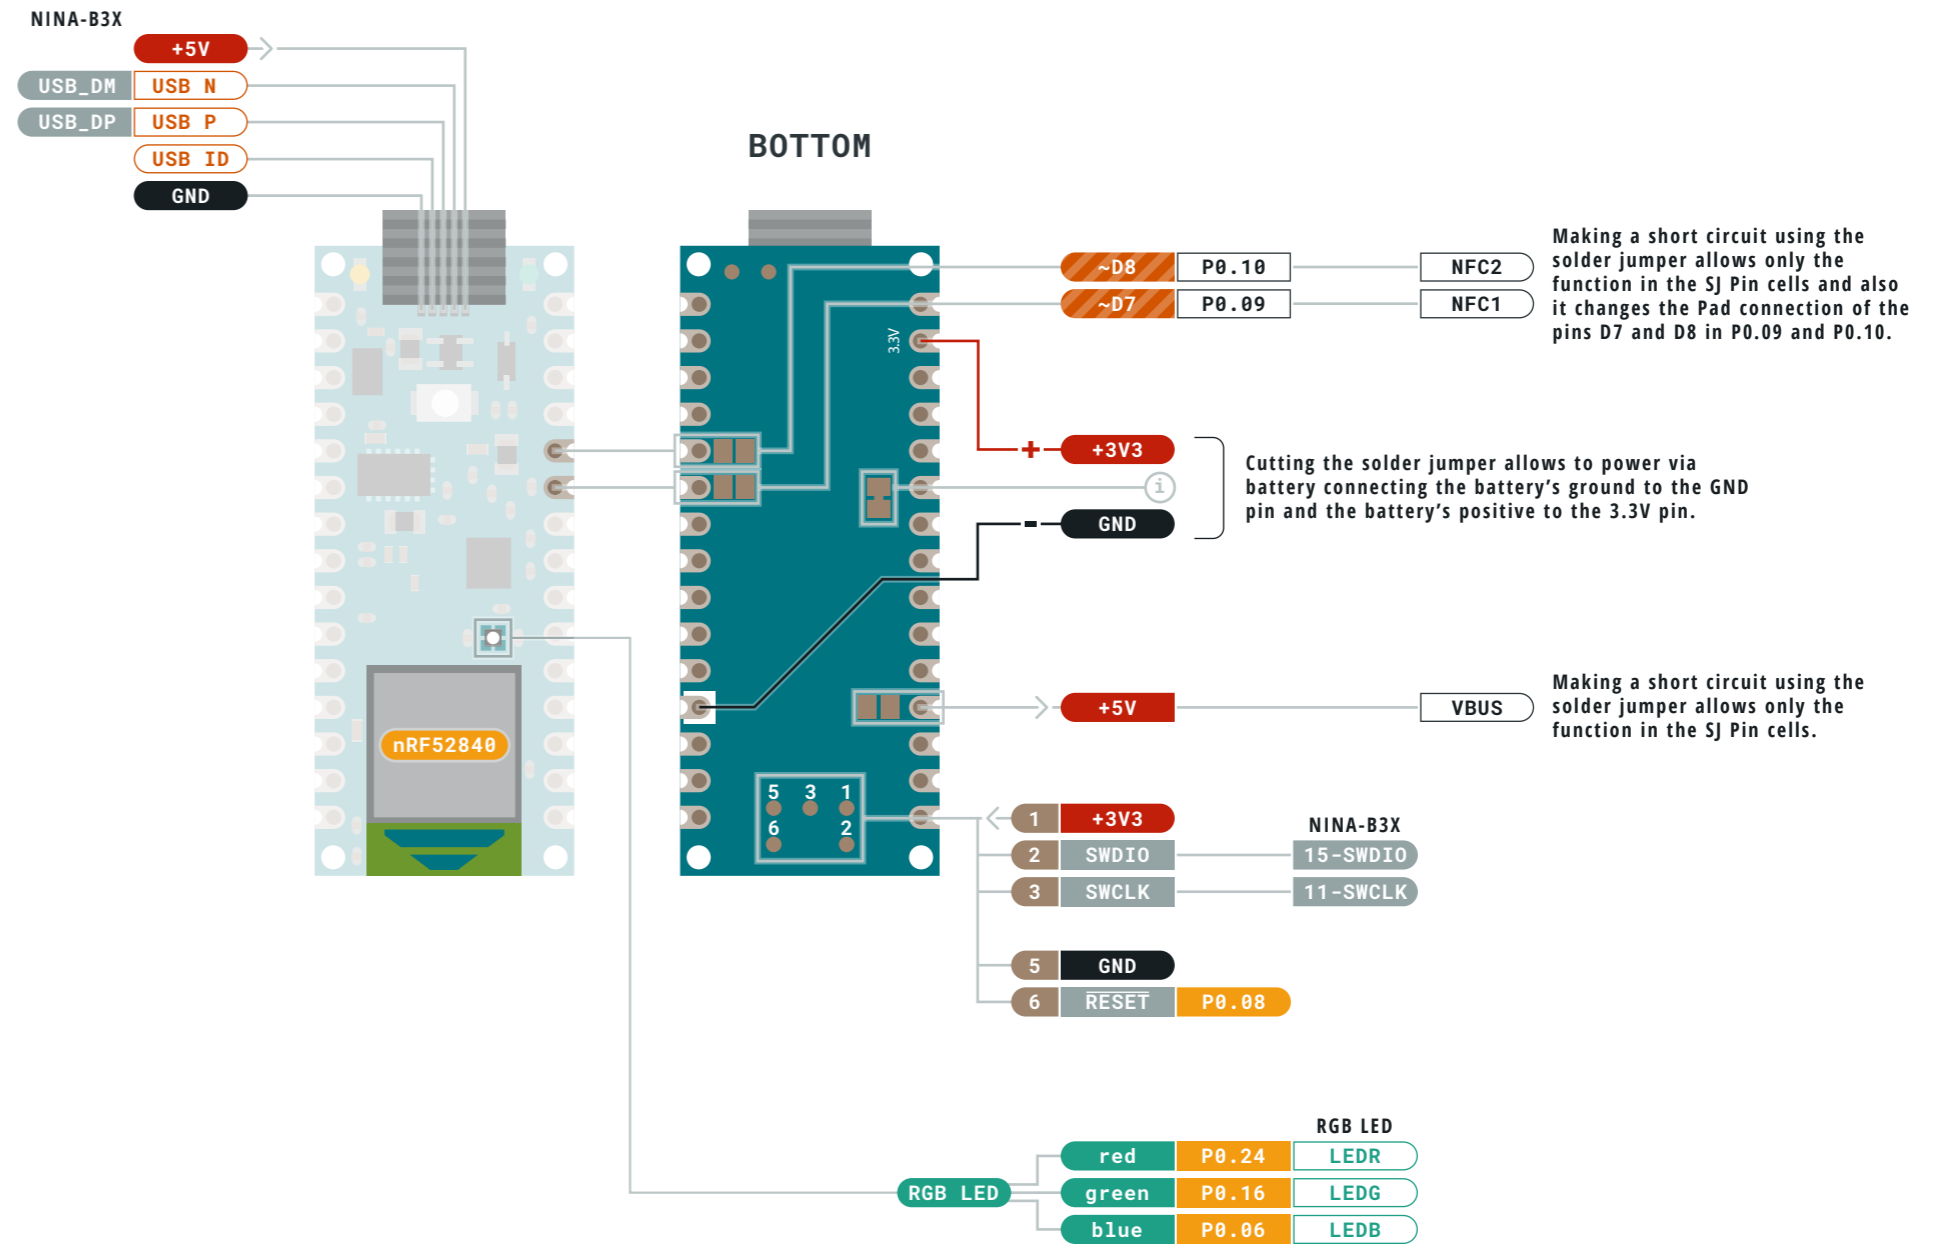 NINA-B3X
+5V
USB_DM USB N
USB_DP USB P
USB ID
GND
BOTTOM
~D8 P0.10 NFC2
~D7 P0.09 NFC1
Making a short circuit using the
solder jumper allows only the
function in the SJ Pin cells and also
it changes the Pad connection of the
pins D7 and D8 in P0.09 and P0.10.
3.3V
+ +3V3
i
- GND
Cutting the solder jumper allows to power via
battery connecting the battery's ground to the GND
pin and the battery's positive to the 3.3V pin.
+5V VBUS
Making a short circuit using the
solder jumper allows only the
function in the SJ Pin cells.
nRF52840
5 3 1
6 2
1 +3V3
NINA-B3X
2 SWDIO 15-SWDIO
3 SWCLK 11-SWCLK
5 GND
6 RESET P0.08
RGB LED
RGB LED
red P0.24 LEDR
green P0.16 LEDG
blue P0.06 LEDB